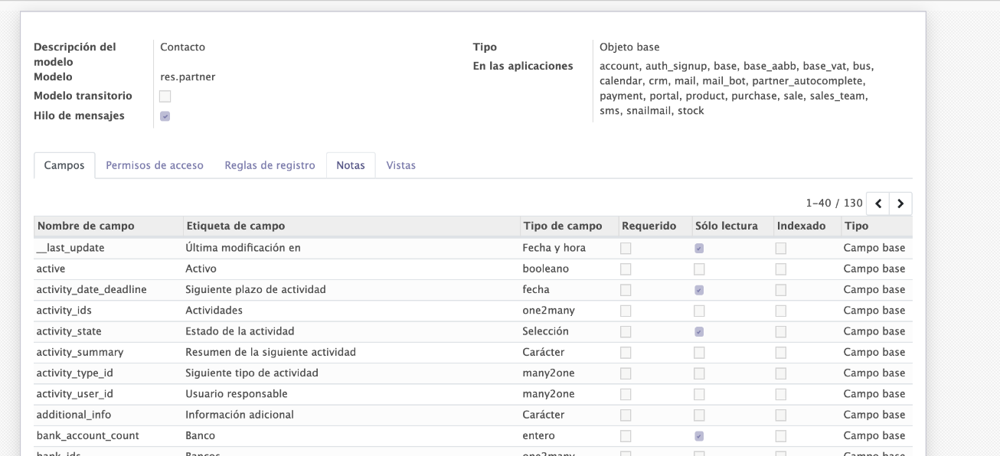 Descripción del
modelo
Contacto
Modelo
res.partner
Modelo transitorio
Hilo de mensajes
Tipo
Objeto base
En las aplicaciones
account, auth_signup, base, base_aabb, base_vat, bus,
calendar, crm, mail, mail_bot, partner_autocomplete,
payment, portal, product, purchase, sale, sales_team,
sms, snailmail, stock
Campos Permisos de acceso Reglas de registro Notas Vistas
1-40 / 130
Nombre de campo Etiqueta de campo Tipo de campo Requerido Sólo lectura Indexado Tipo
__last_update Última modificación en Fecha y hora Campo base
active Activo booleano Campo base
activity_date_deadline Siguiente plazo de actividad fecha Campo base
activity_ids Actividades one2many Campo base
activity_state Estado de la actividad Selección Campo base
activity_summary Resumen de la siguiente actividad Carácter Campo base
activity_type_id Siguiente tipo de actividad many2one Campo base
activity_user_id Usuario responsable many2one Campo base
additional_info Información adicional Carácter Campo base
bank_account_count Banco entero Campo base
bank_ids Bancos one2many Campo base